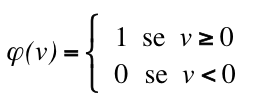 φ(v) = { 1 se v ≥ 0
0 se v < 0